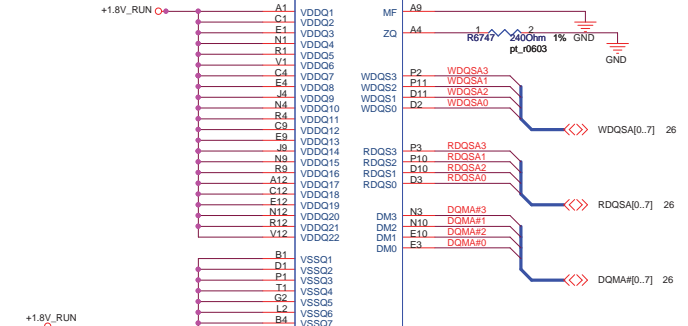 +1.8V_RUN
A1 VDDQ1
C1 VDDQ2
E1 VDDQ3
N1 VDDQ4
R1 VDDQ5
V1 VDDQ6
C4 VDDQ7
E4 VDDQ8
J4 VDDQ9
N4 VDDQ10
R4 VDDQ11
C9 VDDQ12
E9 VDDQ13
J9 VDDQ14
N9 VDDQ15
R9 VDDQ16
A12 VDDQ17
C12 VDDQ18
E12 VDDQ19
N12 VDDQ20
R12 VDDQ21
V12 VDDQ22
B1 VSSQ1
D1 VSSQ2
P1 VSSQ3
T1 VSSQ4
G2 VSSQ5
L2 VSSQ6
B4 VSSQ7
+1.8V_RUN
MF A9
GND
ZQ A4
1 2
R6747 240Ohm 1%
pt_r0603
GND
WDQS3 P2 WDQSA3
WDQS2 P11 WDQSA1
WDQS1 D11 WDQSA2
WDQS0 D2 WDQSA0
WDQSA[0..7] 26
RDQS3 P3 RDQSA3
RDQS2 P10 RDQSA1
RDQS1 D10 RDQSA2
RDQS0 D3 RDQSA0
RDQSA[0..7] 26
DM3 N3 DQMA#3
DM2 N10 DQMA#1
DM1 E10 DQMA#2
DM0 E3 DQMA#0
DQMA#[0..7] 26